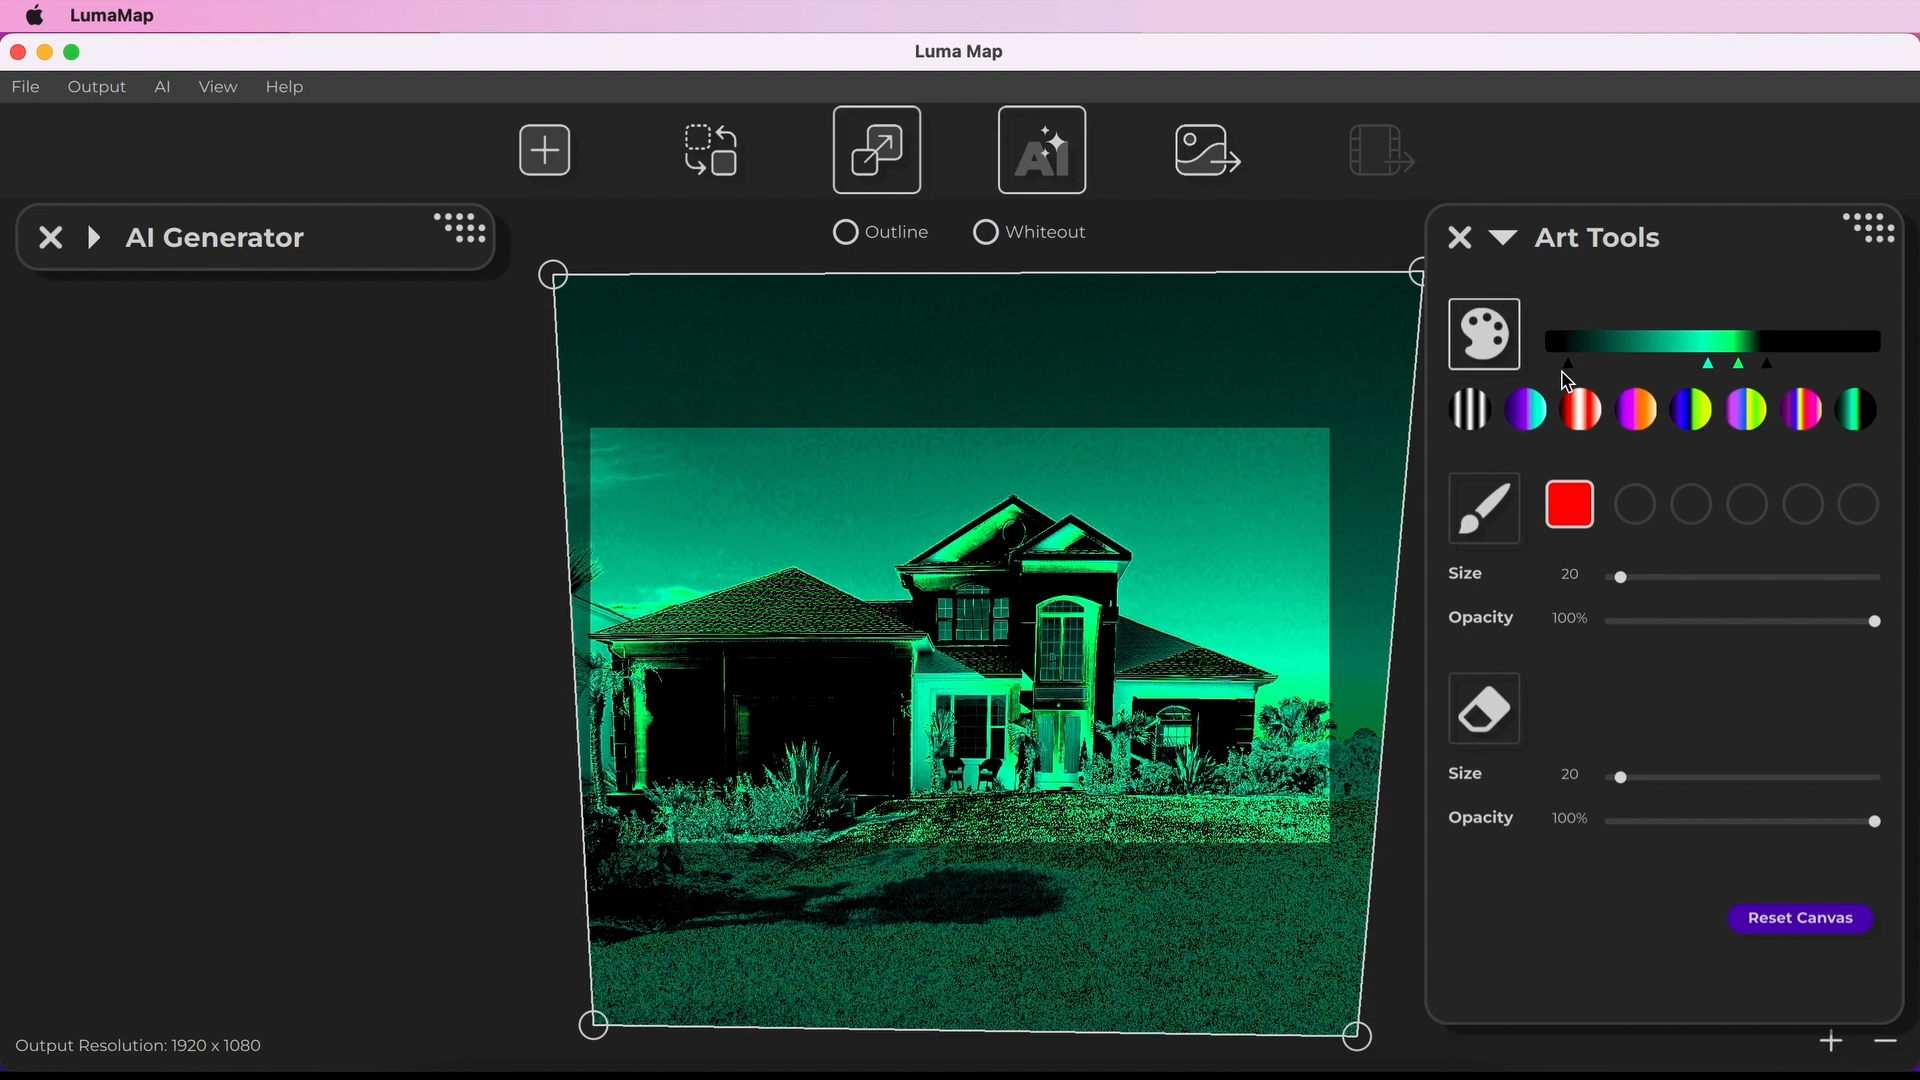 LumaMap
Luma Map
File Output AI View Help
AI
AI Generator
Outline Whiteout
Art Tools
Size 20
Opacity 100%
Size 20
Opacity 100%
Reset Canvas
Output Resolution: 1920 x 1080